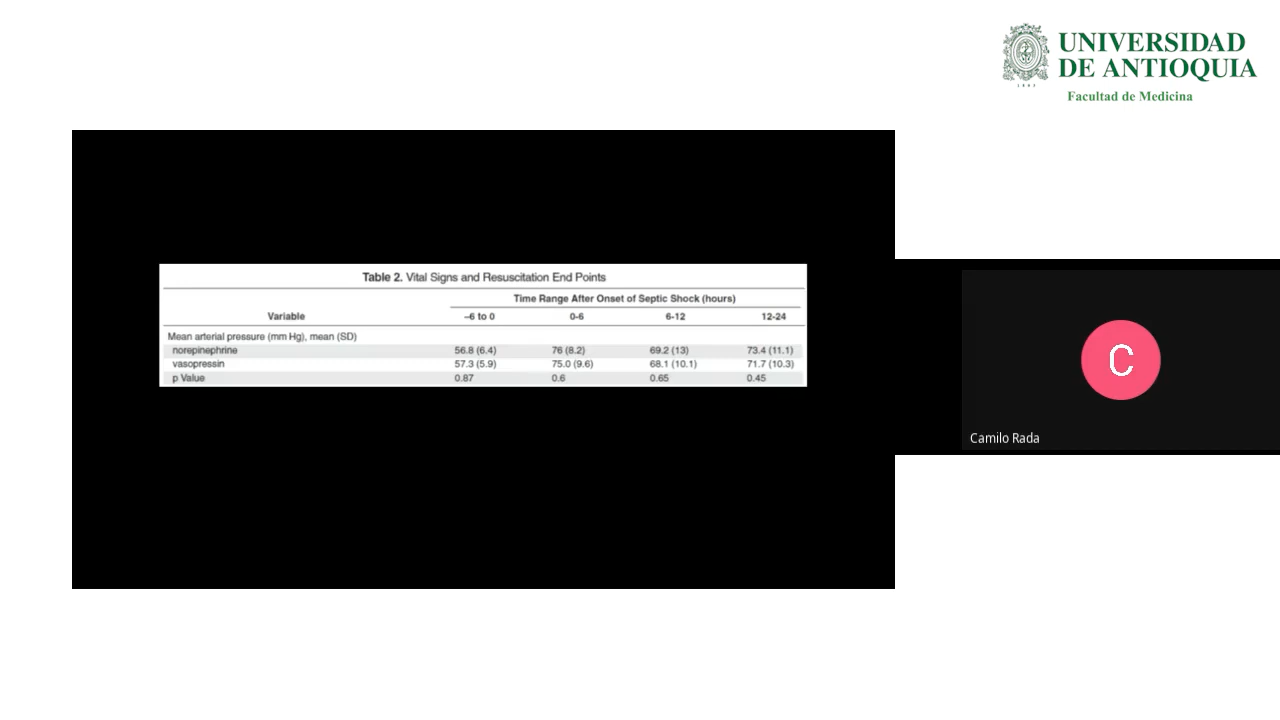 UNIVERSIDAD
DE ANTIOQUIA
1803
Facultad de Medicina
Table 2. Vital Signs and Resuscitation End Points
Time Range After Onset of Septic Shock (hours)
Variable –6 to 0 0-6 6-12 12-24
Mean arterial pressure (mm Hg), mean (SD)
norepinephrine 56.8 (6.4) 76 (8.2) 69.2 (13) 73.4 (11.1)
vasopressin 57.3 (5.9) 75.0 (9.6) 68.1 (10.1) 71.7 (10.3)
p Value 0.87 0.6 0.65 0.45
C
Camilo Rada